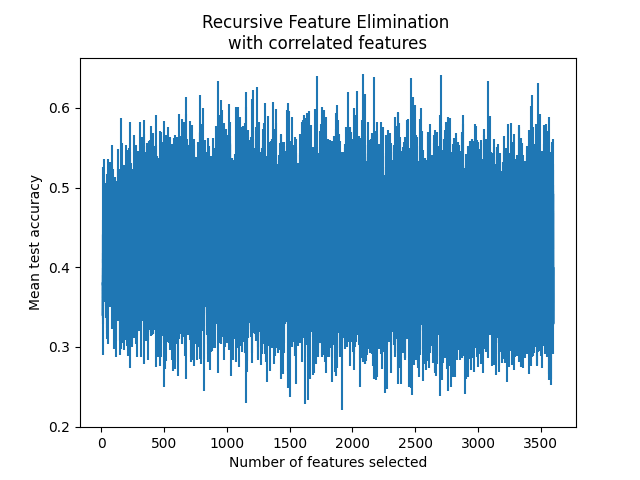 Recursive Feature Elimination
with correlated features
Mean test accuracy
0.6
0.5
0.4
0.3
0.2
0 500 1000 1500 2000 2500 3000 3500
Number of features selected